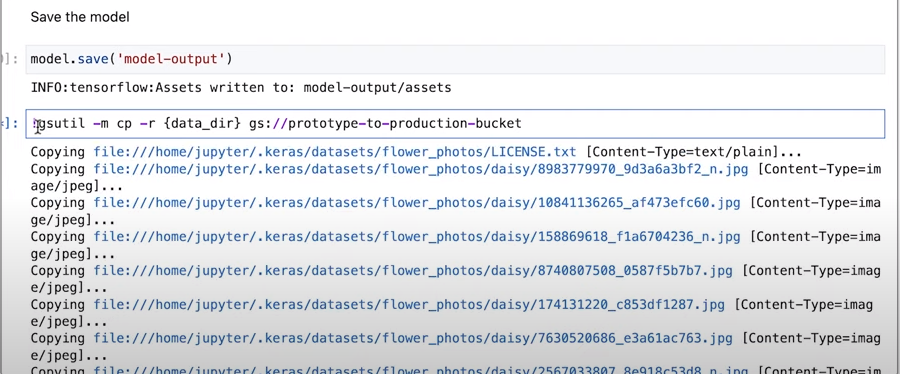 Save the model
]: model.save('model-output')
INFO:tensorflow:Assets written to: model-output/assets
]: !gsutil -m cp -r {data_dir} gs://prototype-to-production-bucket
Copying file:///home/jupyter/.keras/datasets/flower_photos/LICENSE.txt [Content-Type=text/plain]...
Copying file:///home/jupyter/.keras/datasets/flower_photos/daisy/8983779970_9d3a6a3bf2_n.jpg [Content-Type=im
age/jpeg]...
Copying file:///home/jupyter/.keras/datasets/flower_photos/daisy/10841136265_af473efc60.jpg [Content-Type=ima
ge/jpeg]...
Copying file:///home/jupyter/.keras/datasets/flower_photos/daisy/158869618_f1a6704236_n.jpg [Content-Type=ima
ge/jpeg]...
Copying file:///home/jupyter/.keras/datasets/flower_photos/daisy/8740807508_0587f5b7b7.jpg [Content-Type=imag
e/jpeg]...
Copying file:///home/jupyter/.keras/datasets/flower_photos/daisy/174131220_c853df1287.jpg [Content-Type=imag
e/jpeg]...
Copying file:///home/jupyter/.keras/datasets/flower_photos/daisy/7630520686_e3a61ac763.jpg [Content-Type=imag
e/jpeg]...
Copying file:///home/jupyter/.keras/datasets/flower_photos/daisy/2567033807_8e918c53d8_n.jpg [Content-Type=im